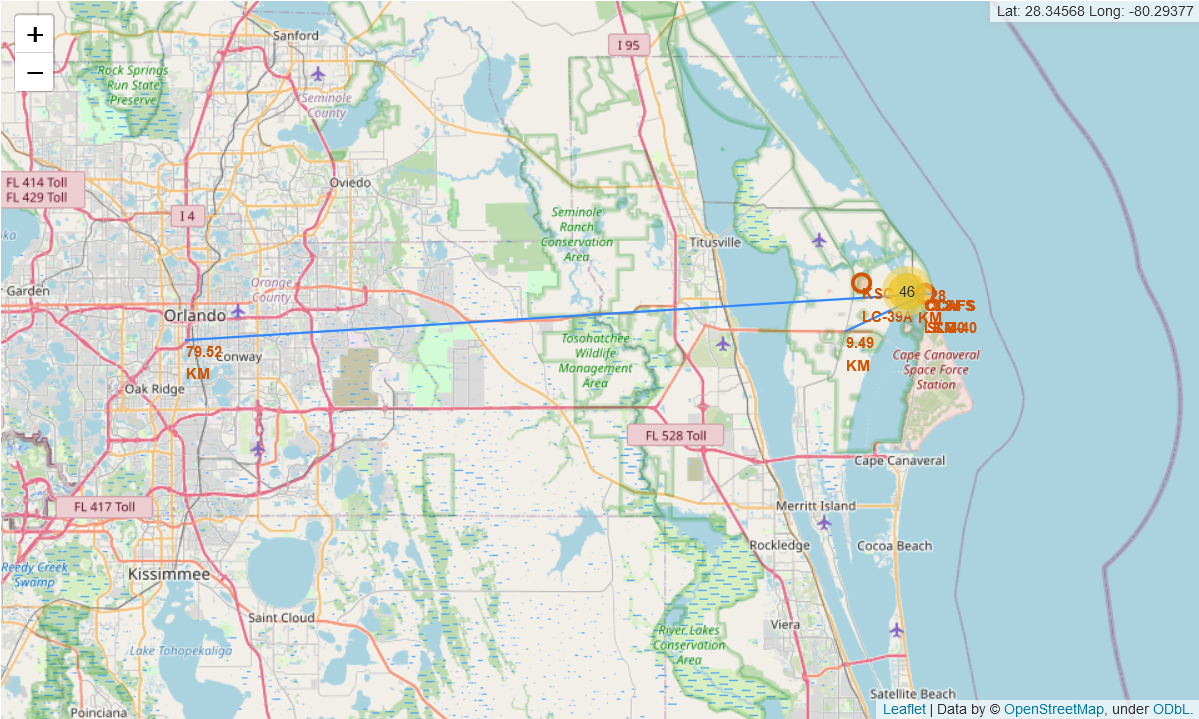 Lat: 28.34568 Long: -80.29377
+
−
Sanford
I 95
Rock Springs
Run State
Preserve
Seminole
County
FL 414 Toll
FL 429 Toll
Oviedo
I 4
Seminole
Ranch
Conservation
Area
Titusville
Orange
County
Garden
46
KSC
LC-39A KM
Orlando
79.52
KM
Conway
Tosohatchee
Wildlife
Management
Area
9.49
KM
Cape Canaveral
Space Force
Station
Oak Ridge
FL 528 Toll
Cape Canaveral
FL 417 Toll
Merritt Island
Rockledge
Cocoa Beach
Reedy Creek
Swamp
Kissimmee
Saint Cloud
Viera
River Lakes
Conservation
Area
Lake Tohopekaliga
Satellite Beach
Poinciana
Leaflet | Data by © OpenStreetMap, under ODbL.